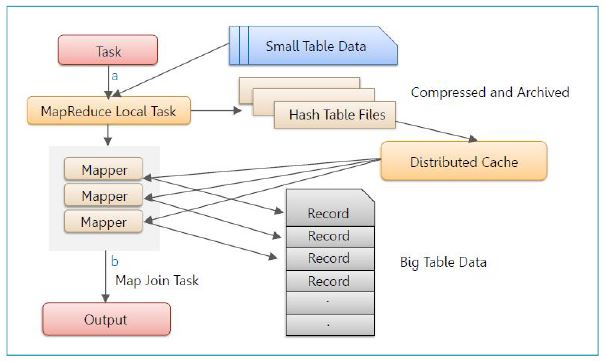 Task
Small Table Data
a
MapReduce Local Task
Hash Table Files
Compressed and Archived
Distributed Cache
Mapper
Mapper
Mapper
Record
Record
Record
Record
.
.
Big Table Data
b
Map Join Task
Output